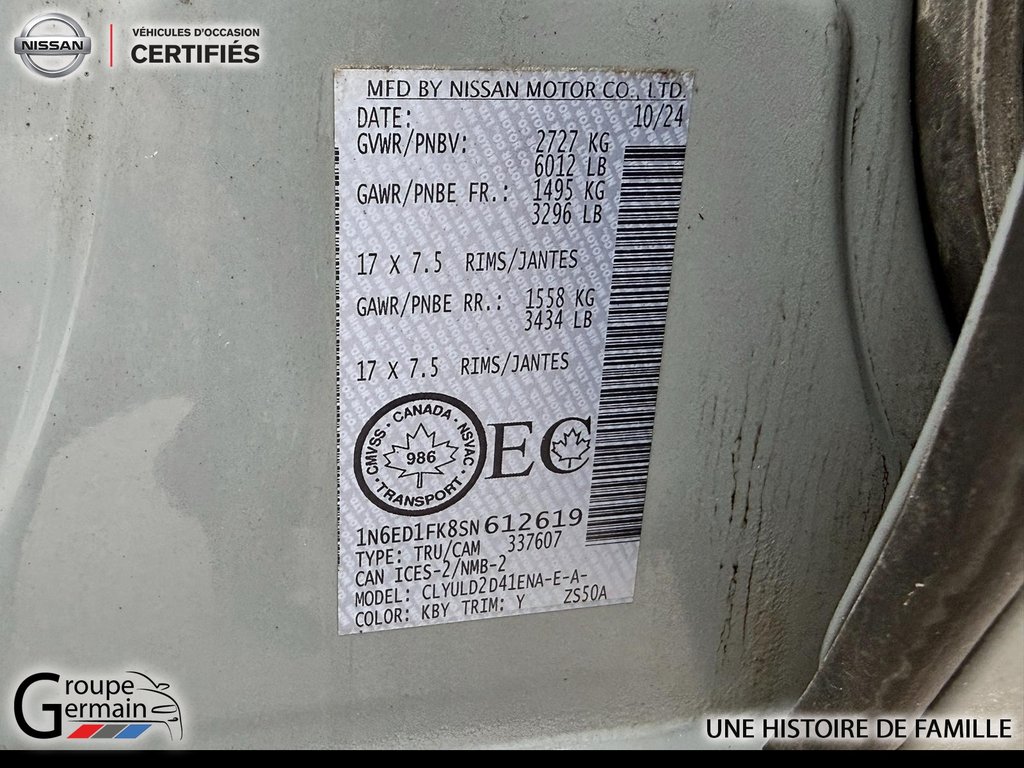 NISSAN
VÉHICULES D'OCCASION
CERTIFIÉS
MFD BY NISSAN MOTOR CO., LTD.
DATE: 10/24
GVWR/PNBV: 2727 KG
6012 LB
GAWR/PNBE FR.: 1495 KG
3296 LB
17 X 7.5 RIMS/JANTES
GAWR/PNBE RR.: 1558 KG
3434 LB
17 X 7.5 RIMS/JANTES
CANADA
CMVSS · NSVAC
986
TRANSPORT
EC
1N6ED1FK8SN612619
TYPE: TRU/CAM 337607
CAN ICES-2/NMB-2
MODEL: CLYULD2D41ENA-E-A-
COLOR: KBY TRIM: Y ZS50A
Groupe
Germain
UNE HISTOIRE DE FAMILLE